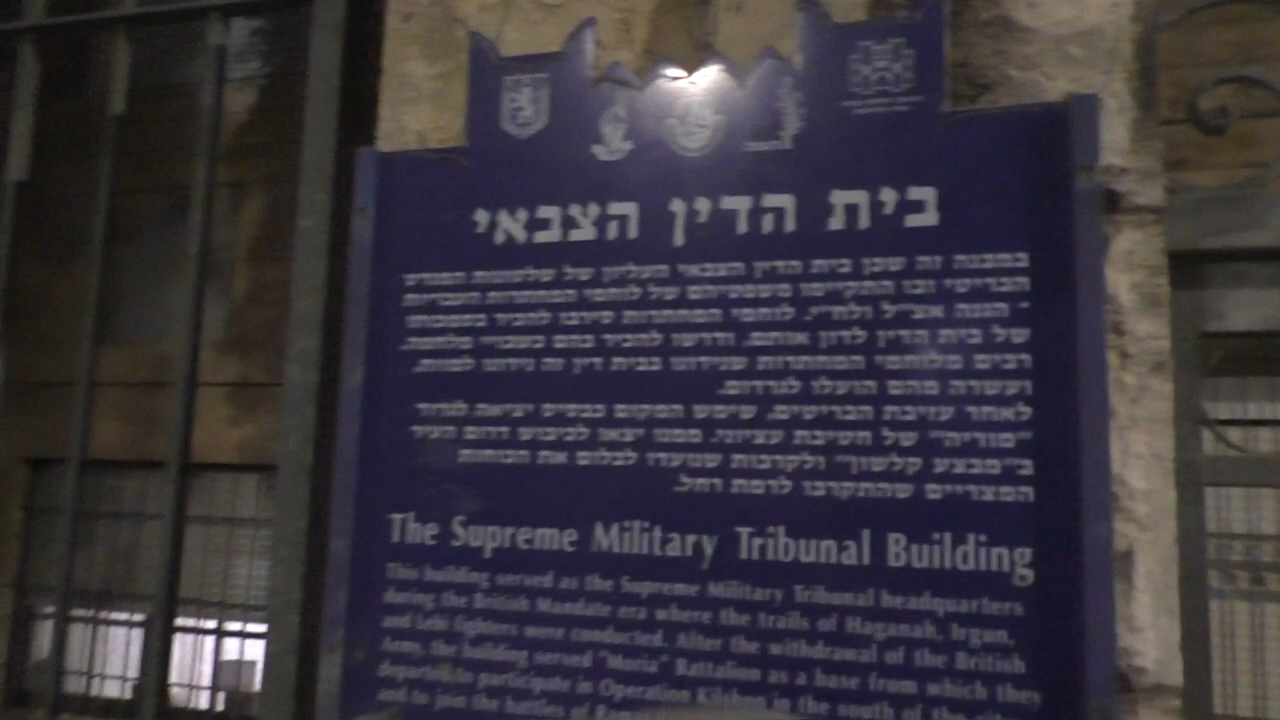 בית הדין הצבאי
במבנה זה שכן בית הדין הצבאי העליון של שלטונות המנדט
הבריטי ובו התקיימו משפטיהם של לוחמי המחתרות העבריות
- הגנה אצ"ל ולח"י. לוחמי המחתרות סירבו להכיר בסמכותו
של בית הדין לדון אותם, ודרשו להכיר בהם כשבויי מלחמה.
רבים מלוחמי המחתרות שנידונו בבית דין זה נידונו למוות,
ועשרה מהם הועלו לגרדום.
לאחר עזיבת הבריטים, שימש המקום כבסיס יציאה לגדוד
"מוריה" של חטיבת עציוני. ממנו יצאו לכיבוש דרום העיר
ב"מבצע קלשון" ולקרבות שנועדו לבלום את הכוחות
המצריים שהתקרבו לרמת רחל.
The Supreme Military Tribunal Building
This building served as the Supreme Military Tribunal headquarters
during the British Mandate era where the trails of Haganah, Irgun,
and Lehi fighters were conducted. After the withdrawal of the British
Army, the building served "Moria" Battalion as a base from which they
departed to participate in Operation Kilshon in the south of the city
and to join the battles of